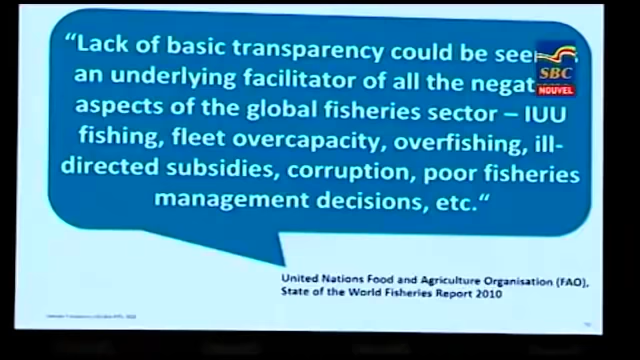 “Lack of basic transparency could be see
an underlying facilitator of all the negat
aspects of the global fisheries sector – IUU
fishing, fleet overcapacity, overfishing, ill-
directed subsidies, corruption, poor fisheries
management decisions, etc.“
SBC
NOUVEL
United Nations Food and Agriculture Organisation (FAO),
State of the World Fisheries Report 2010